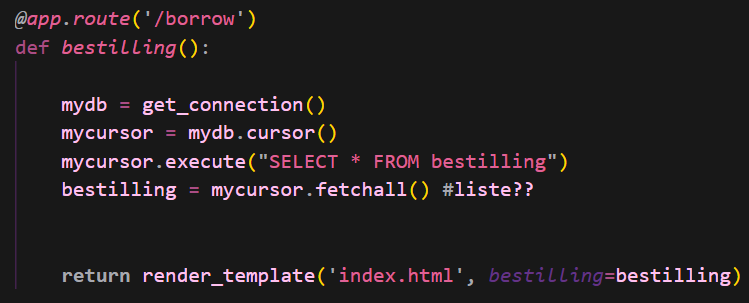 @app.route('/borrow')
def bestilling():
mydb = get_connection()
mycursor = mydb.cursor()
mycursor.execute("SELECT * FROM bestilling")
bestilling = mycursor.fetchall() #liste??
return render_template('index.html', bestilling=bestilling)